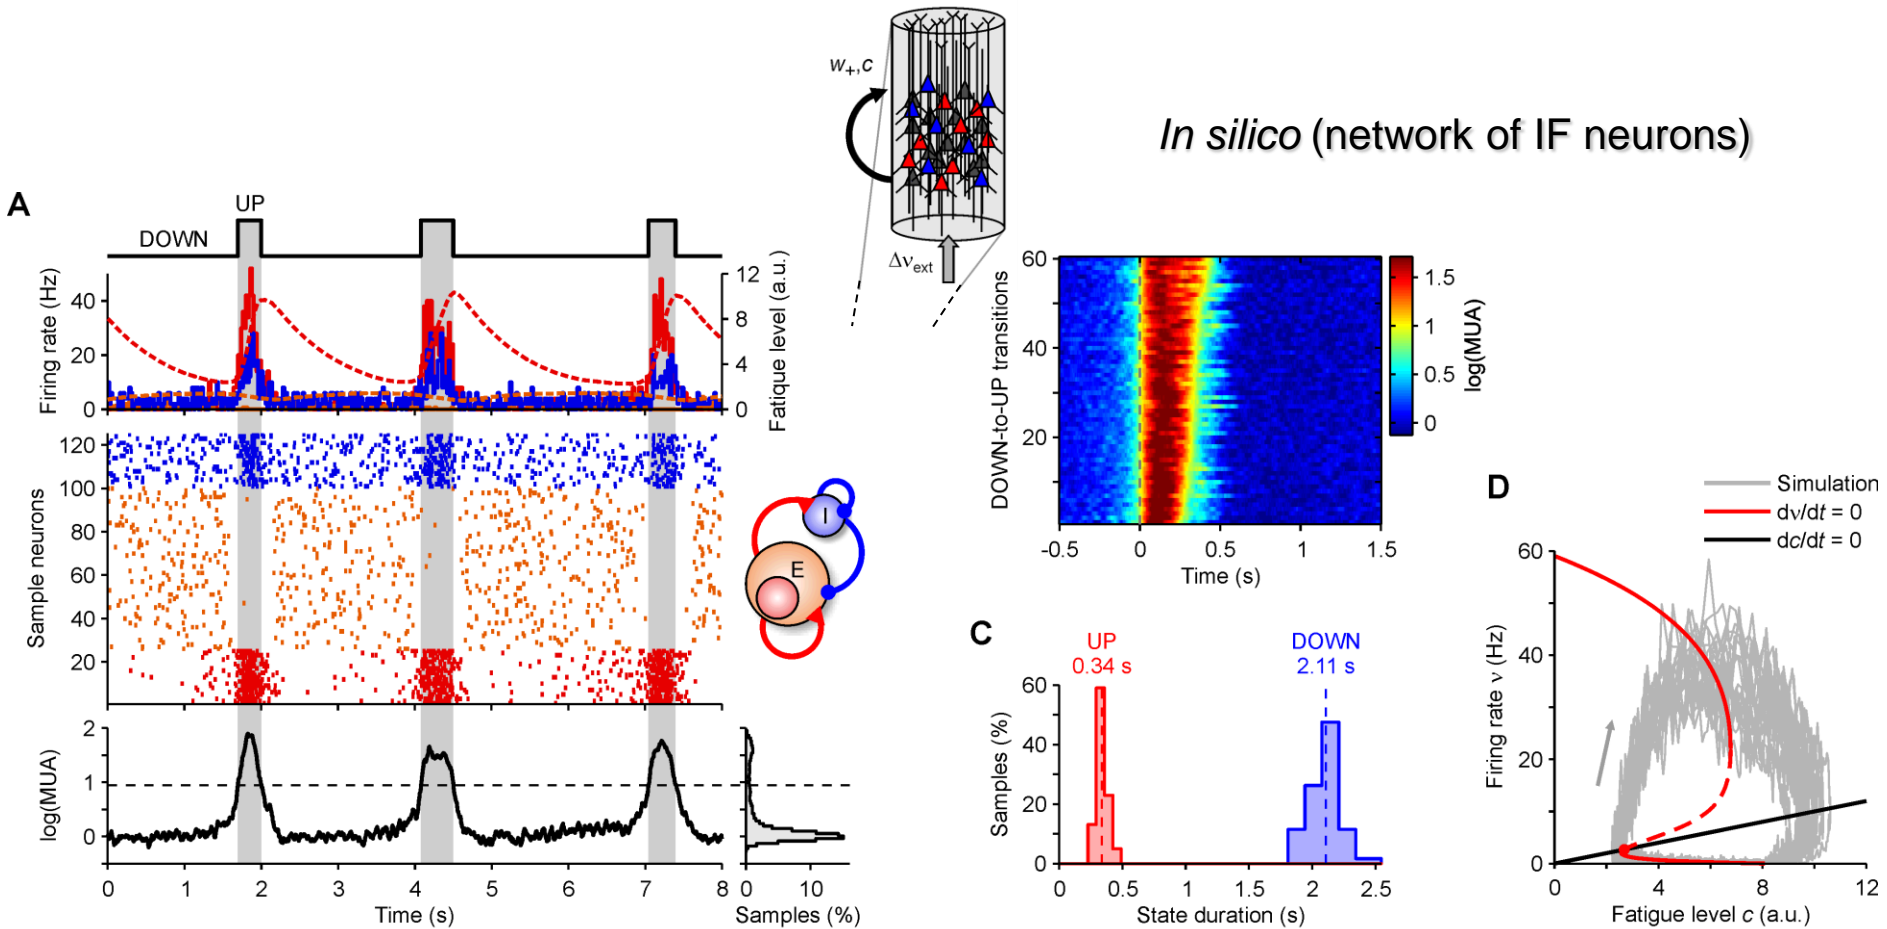 w+,c
In silico (network of IF neurons)
Δνext
A
UP
DOWN
Firing rate (Hz)
40
20
0
12
8
4
0
Fatique level (a.u.)
Sample neurons
120
100
80
60
40
20
log(MUA)
2
1
0
0 1 2 3 4 5 6 7 8
Time (s)
0 10
Samples (%)
I
E
DOWN-to-UP transitions
60
40
20
-0.5 0 0.5 1 1.5
Time (s)
1.5
1
0.5
0
log(MUA)
C
UP
0.34 s
DOWN
2.11 s
Samples (%)
60
40
20
0
0 0.5 1 1.5 2 2.5
State duration (s)
D
Simulation
dν/dt = 0
dc/dt = 0
Firing rate ν (Hz)
60
40
20
0
0 4 8 12
Fatigue level c (a.u.)